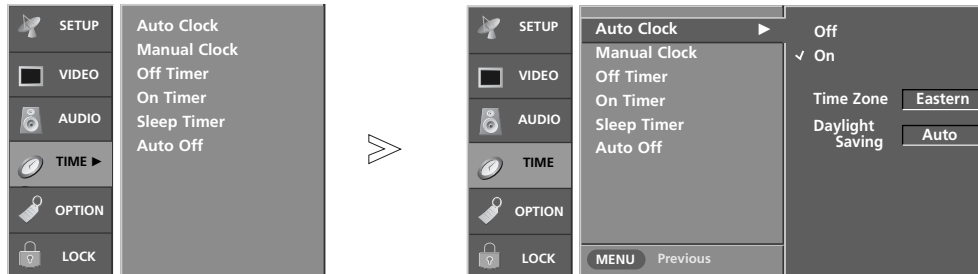 SETUP
VIDEO
AUDIO
TIME ►
OPTION
LOCK
Auto Clock
Manual Clock
Off Timer
On Timer
Sleep Timer
Auto Off
SETUP
VIDEO
AUDIO
TIME
OPTION
LOCK
Auto Clock ►
Manual Clock
Off Timer
On Timer
Sleep Timer
Auto Off
MENU Previous
Off
✓ On
Time Zone Eastern
Daylight
Saving Auto